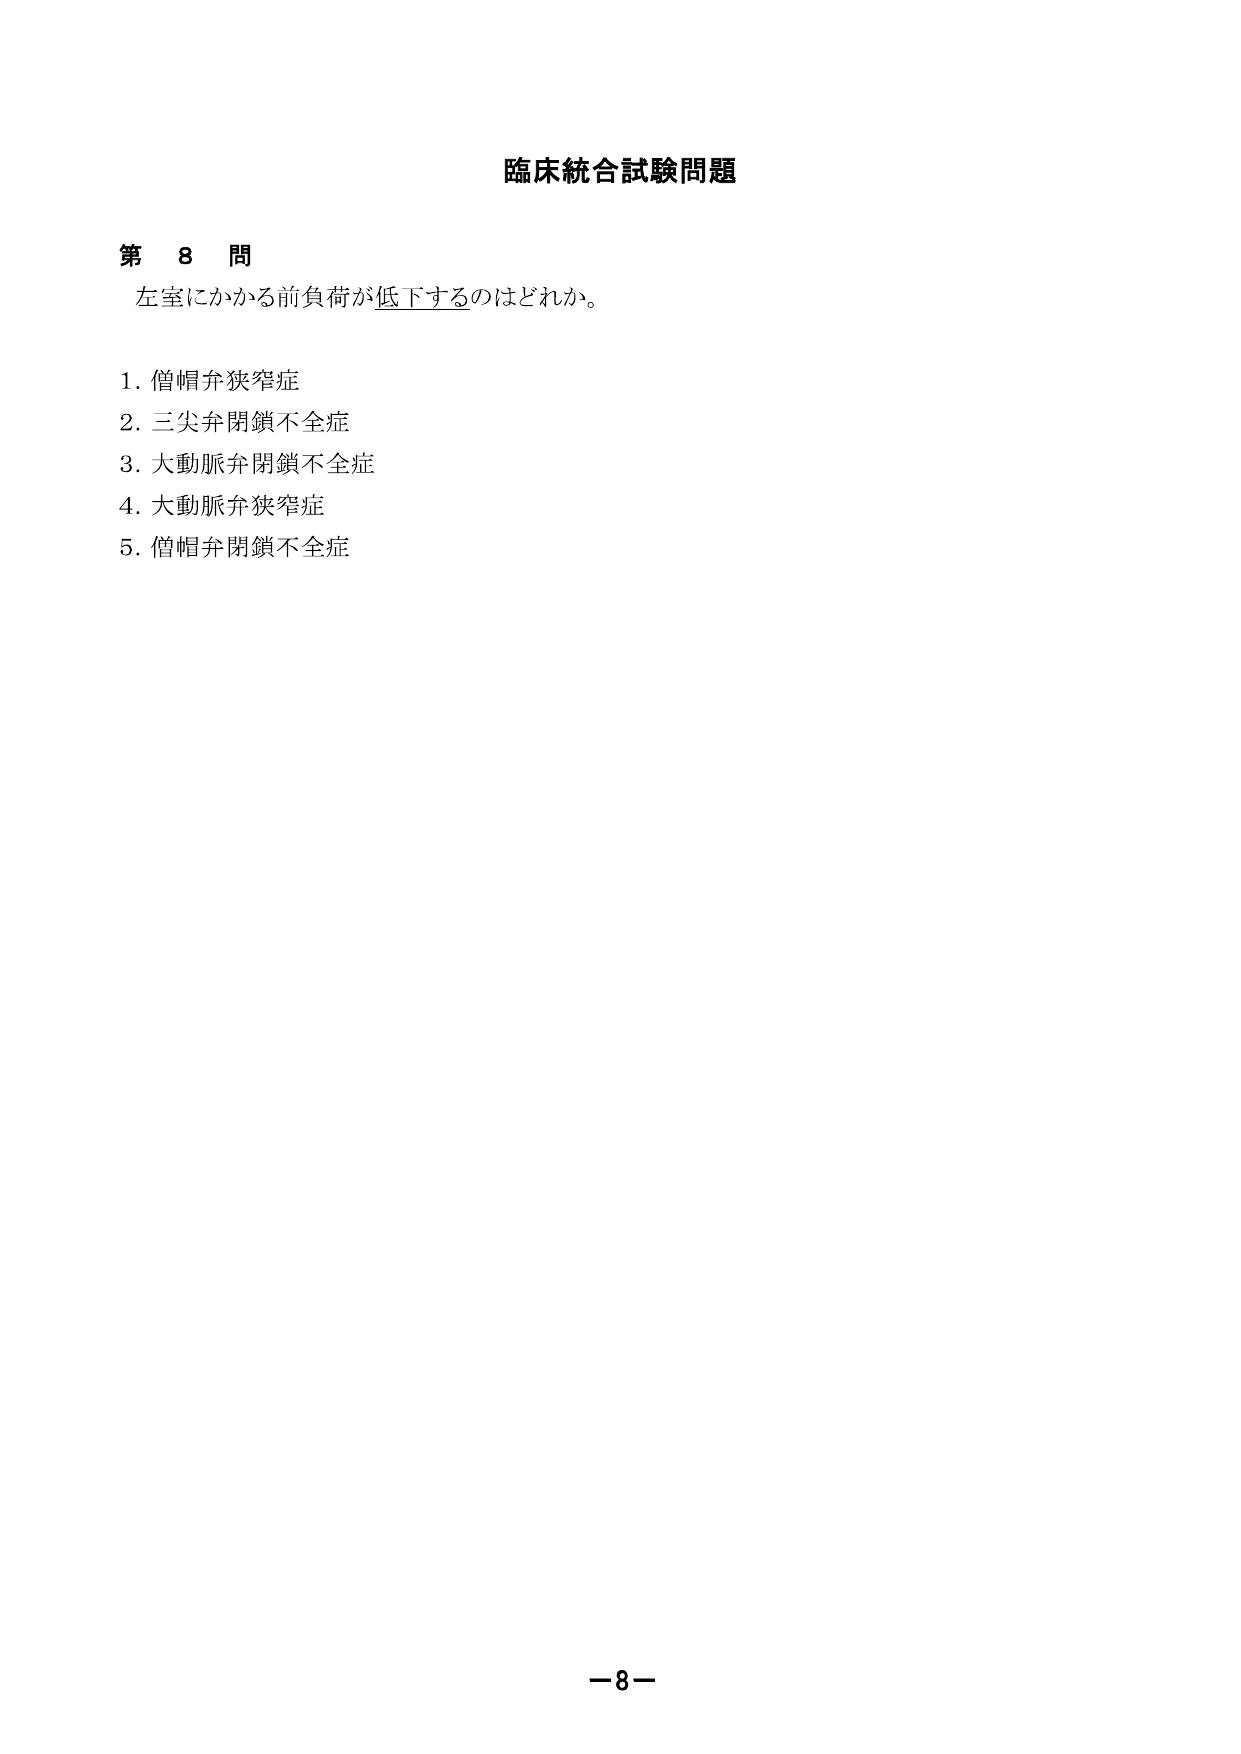 臨床統合試験問題
第 8 問
左室にかかる前負荷が低下するのはどれか。
1. 僧帽弁狭窄症
2. 三尖弁閉鎖不全症
3. 大動脈弁閉鎖不全症
4. 大動脈弁狭窄症
5. 僧帽弁閉鎖不全症
—8—